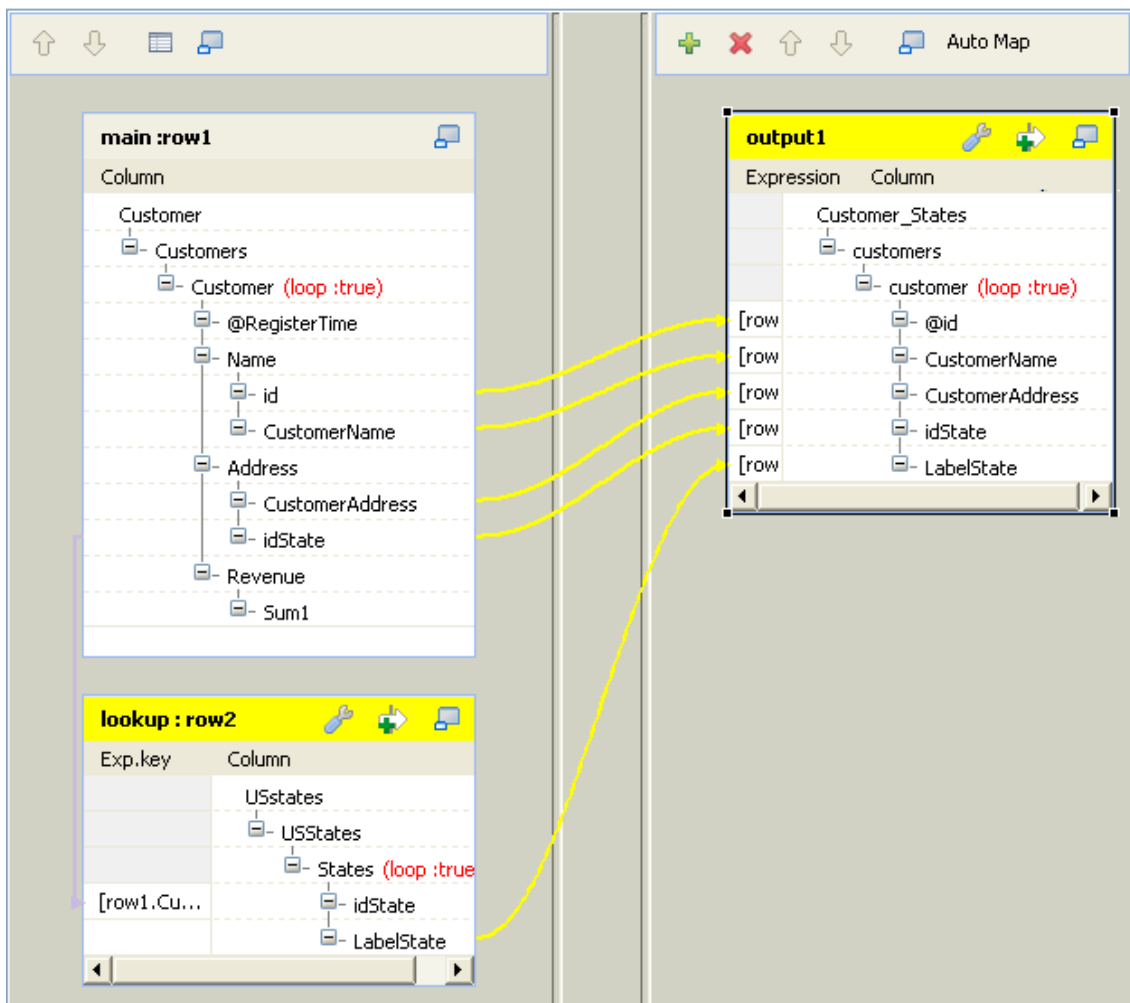 Auto Map
main :row1
Column
Customer
Customers
Customer (loop :true)
@RegisterTime
Name
id
CustomerName
Address
CustomerAddress
idState
Revenue
Sum1
lookup : row2
Exp.key Column
USstates
USStates
States (loop :true
[row1.Cu... idState
LabelState
output1
Expression Column
Customer_States
customers
customer (loop :true)
[row @id
[row CustomerName
[row CustomerAddress
[row idState
[row LabelState